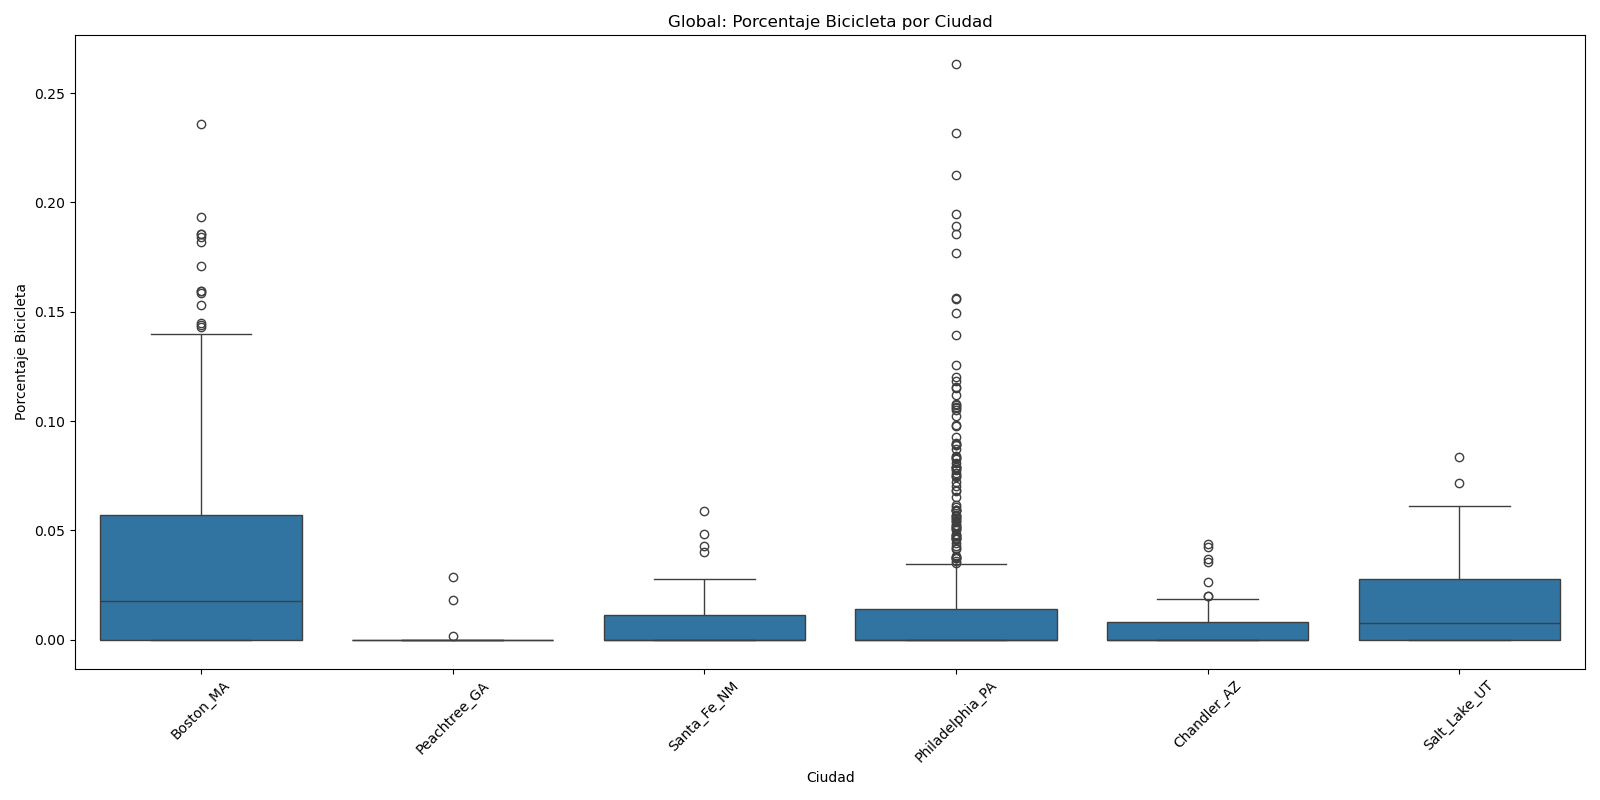 Global: Porcentaje Bicicleta por Ciudad
Porcentaje Bicicleta
0.25
0.20
0.15
0.10
0.05
0.00
Boston_MA
Peachtree_GA
Santa_Fe_NM
Philadelphia_PA
Chandler_AZ
Salt_Lake_UT
Ciudad